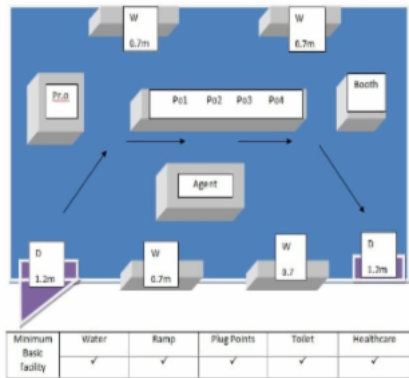 W
0.7m
W
0.7m
Pr.o
Po1 Po2 Po3 Po4
Booth
Agent
D
1.2m
W
0.7m
W
0.7
D
1.2m
Minimum Basic facility
Water
Ramp
Plug Points
Toilet
Healthcare
✓ ✓ ✓ ✓ ✓